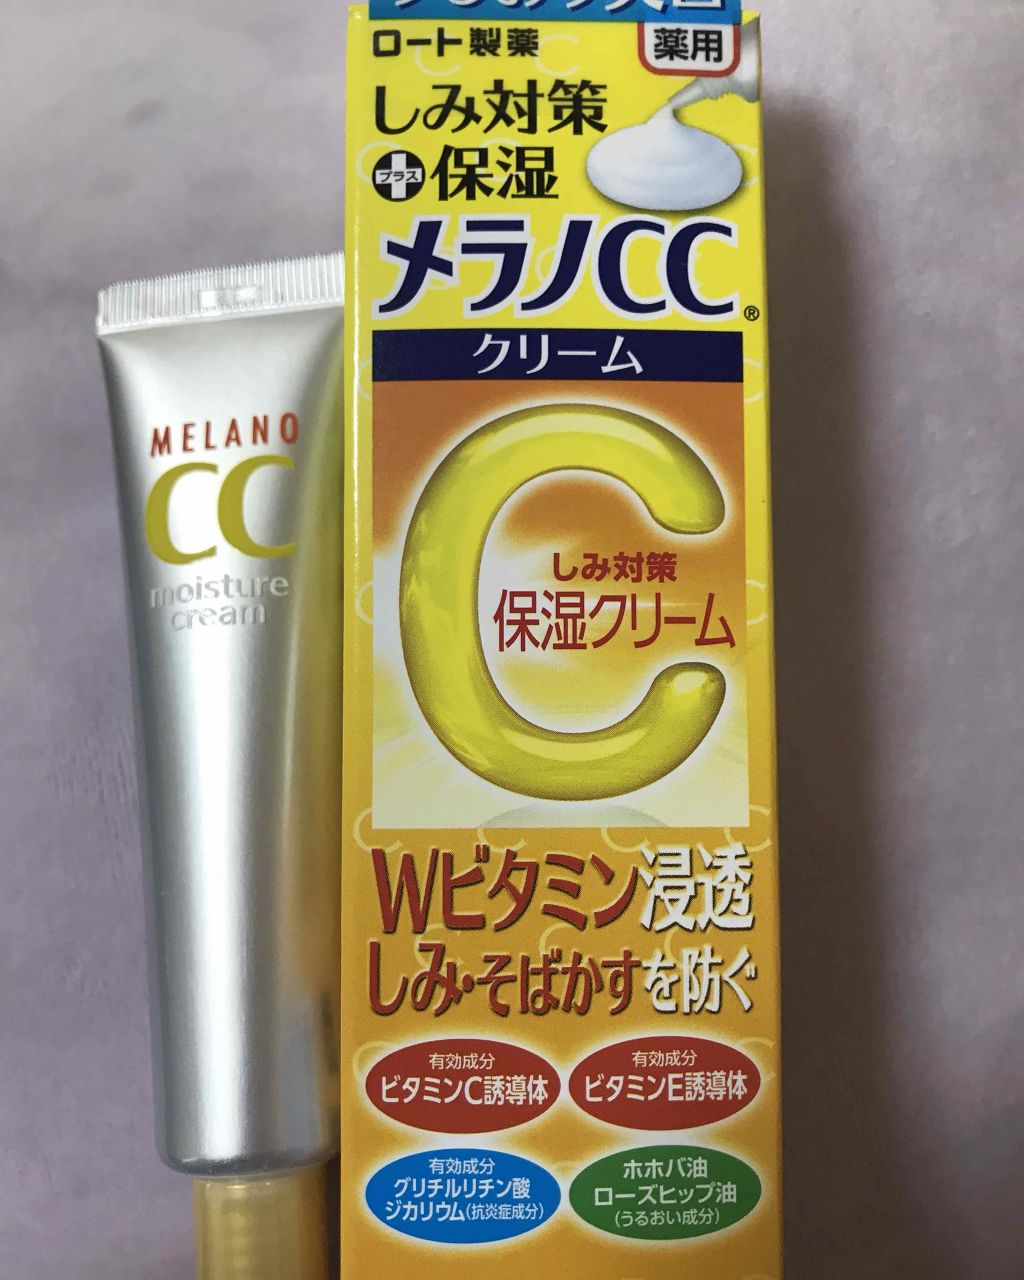 ロート製薬
薬用
しみ対策
プラス
保湿
メラノCC®
クリーム
しみ対策
保湿クリーム
Wビタミン浸透
しみ・そばかすを防ぐ
有効成分
ビタミンC誘導体
有効成分
ビタミンE誘導体
有効成分
グリチルリチン酸
ジカリウム(抗炎症成分)
ホホバ油
ローズヒップ油
(うるおい成分)
MELANO
CC
moisture
cream